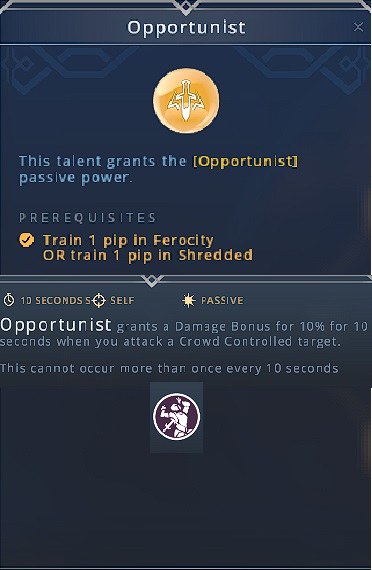 Opportunist
This talent grants the [Opportunist]
passive power.
PREREQUISITES
Train 1 pip in Ferocity
OR train 1 pip in Shredded
10 SECONDS S SELF PASSIVE
Opportunist grants a Damage Bonus for 10% for 10
seconds when you attack a Crowd Controlled target.
This cannot occur more than once every 10 seconds